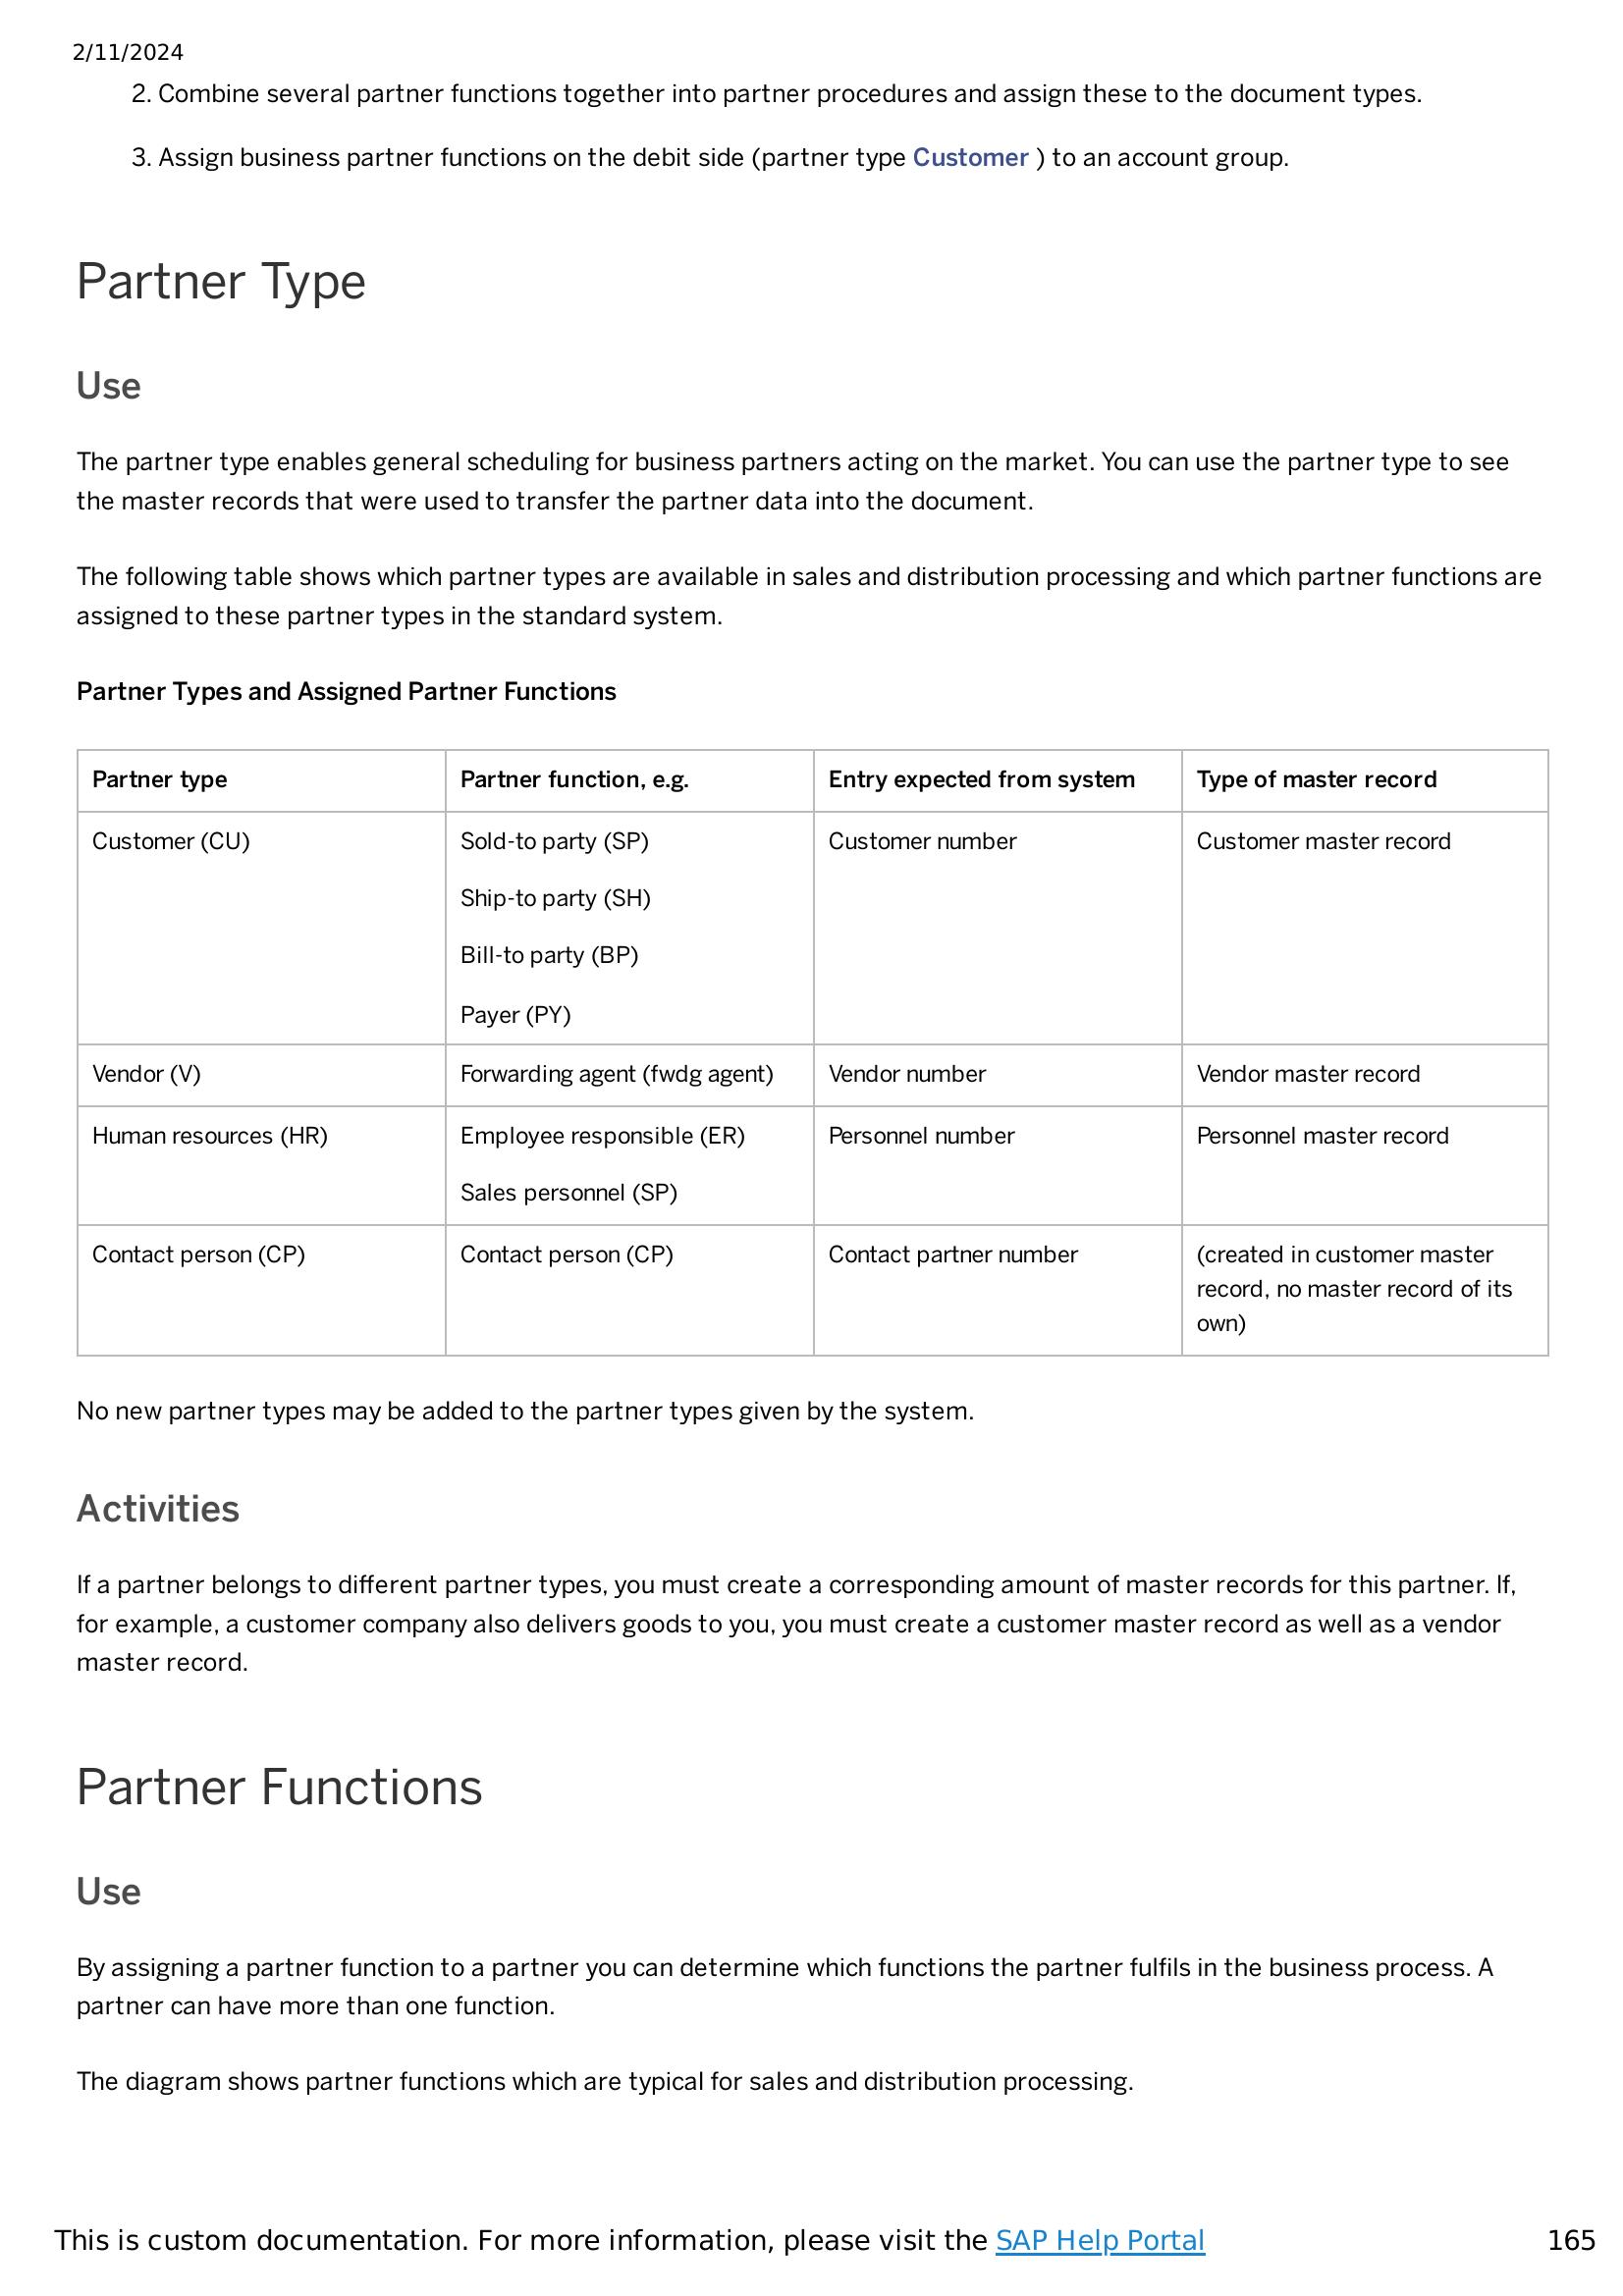 2/11/2024
2. Combine several partner functions together into partner procedures and assign these to the document types.
3. Assign business partner functions on the debit side (partner type Customer ) to an account group.
Partner Type
Use
The partner type enables general scheduling for business partners acting on the market. You can use the partner type to see
the master records that were used to transfer the partner data into the document.
The following table shows which partner types are available in sales and distribution processing and which partner functions are
assigned to these partner types in the standard system.
Partner Types and Assigned Partner Functions
Partner type Partner function, e.g. Entry expected from system Type of master record
Customer (CU) Sold-to party (SP) Customer number Customer master record
Ship-to party (SH)
Bill-to party (BP)
Payer (PY)
Vendor (V) Forwarding agent (fwdg agent) Vendor number Vendor master record
Human resources (HR) Employee responsible (ER) Personnel number Personnel master record
Sales personnel (SP)
Contact person (CP) Contact person (CP) Contact partner number (created in customer master
record, no master record of its
own)
No new partner types may be added to the partner types given by the system.
Activities
If a partner belongs to different partner types, you must create a corresponding amount of master records for this partner. If,
for example, a customer company also delivers goods to you, you must create a customer master record as well as a vendor
master record.
Partner Functions
Use
By assigning a partner function to a partner you can determine which functions the partner fulfils in the business process. A
partner can have more than one function.
The diagram shows partner functions which are typical for sales and distribution processing.
This is custom documentation. For more information, please visit the SAP Help Portal 165